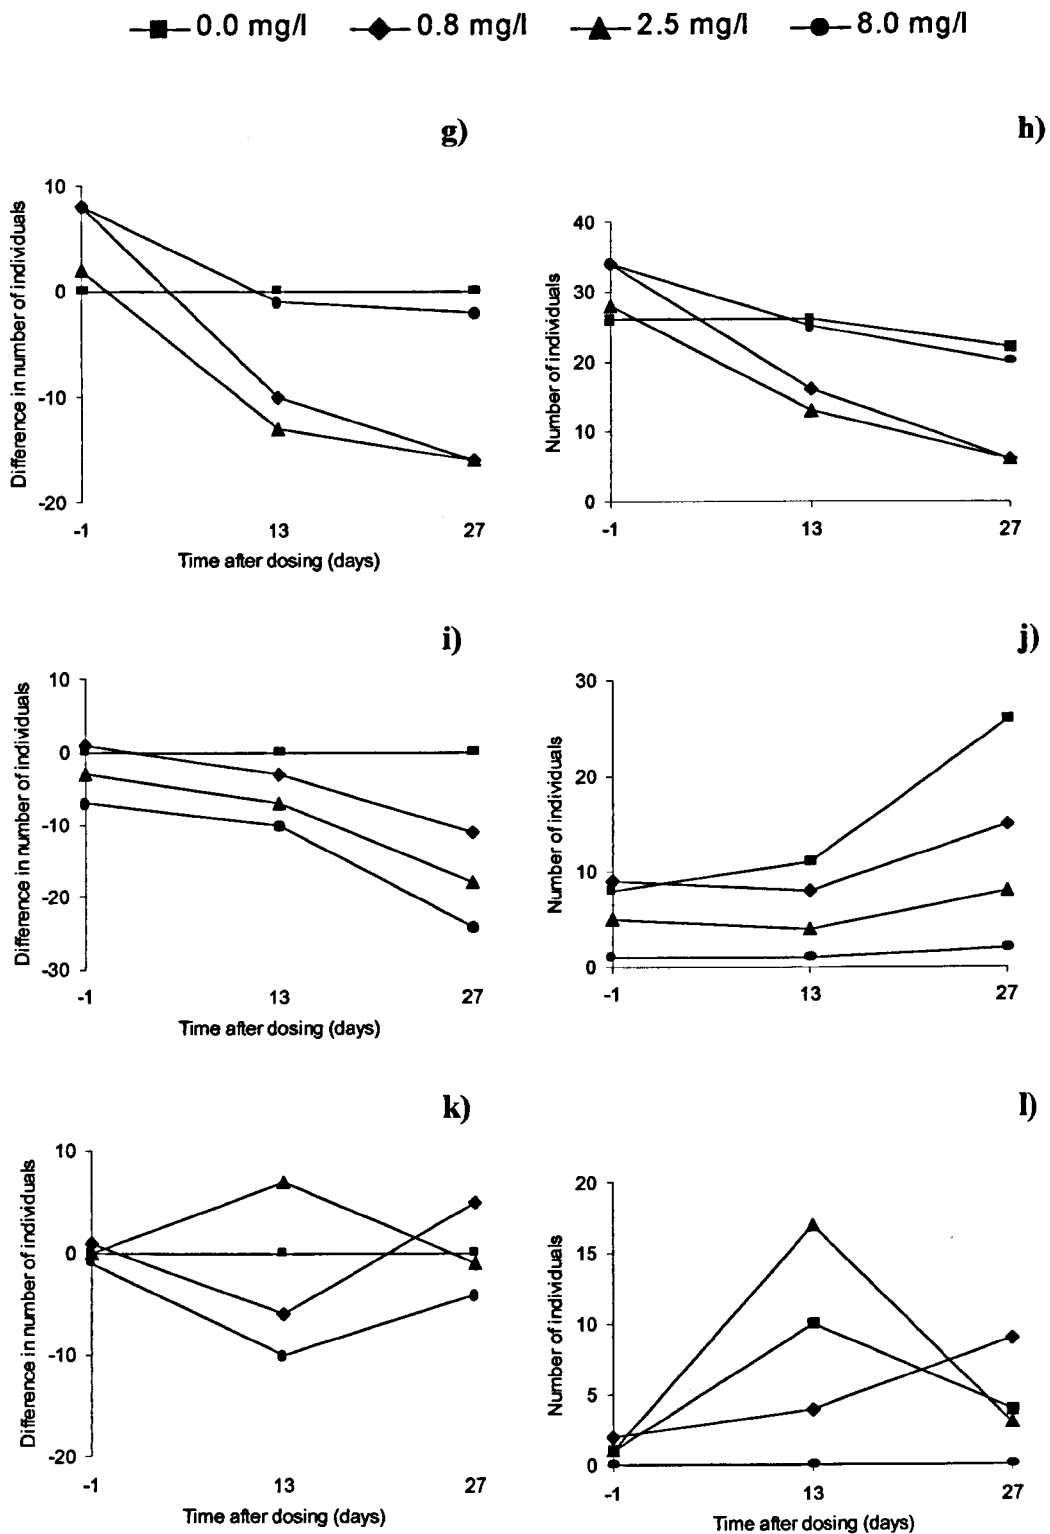 0.0 mg/l 0.8 mg/l 2.5 mg/l 8.0 mg/l
g)
Difference in number of individuals
10
0
-10
-20
-1 13 27
Time after dosing (days)
h)
Number of individuals
40
30
20
10
0
-1 13 27
i)
Difference in number of individuals
10
0
-10
-20
-30
-1 13 27
Time after dosing (days)
j)
Number of individuals
30
20
10
0
-1 13 27
k)
Difference in number of individuals
10
0
-10
-20
-1 13 27
Time after dosing (days)
l)
Number of individuals
20
15
10
5
0
-1 13 27
Time after dosing (days)